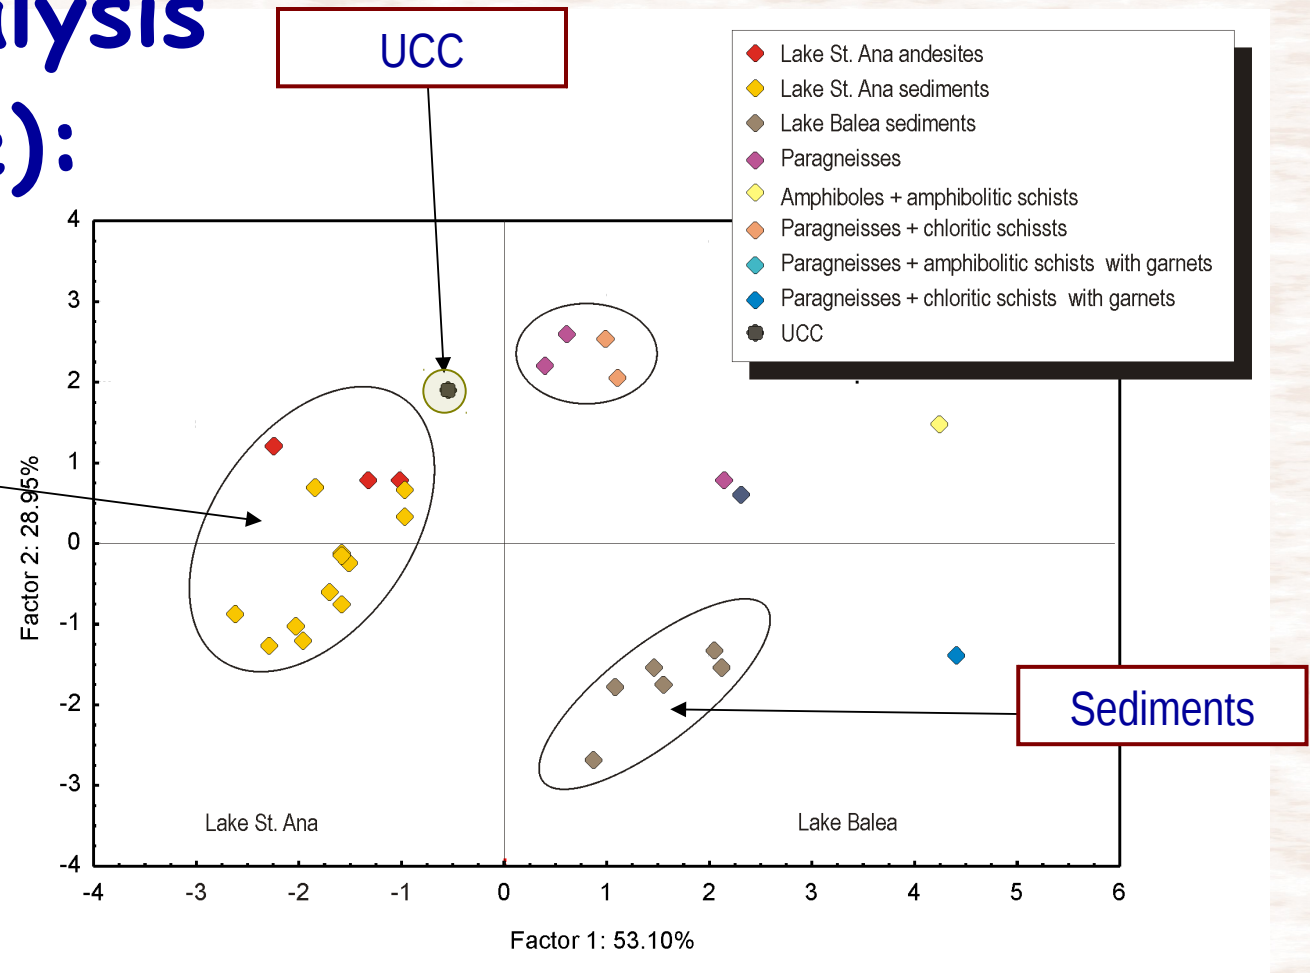 UCC
Lake St. Ana andesites
Lake St. Ana sediments
Lake Balea sediments
Paragneisses
Amphiboles + amphibolitic schists
Paragneisses + chloritic schissts
Paragneisses + amphibolitic schists with garnets
Paragneisses + chloritic schists with garnets
UCC
4
3
2
1
0
-1
-2
-3
-4
Factor 2: 28.95%
Sediments
Lake St. Ana
Lake Balea
-4 -3 -2 -1 0 1 2 3 4 5 6
Factor 1: 53.10%